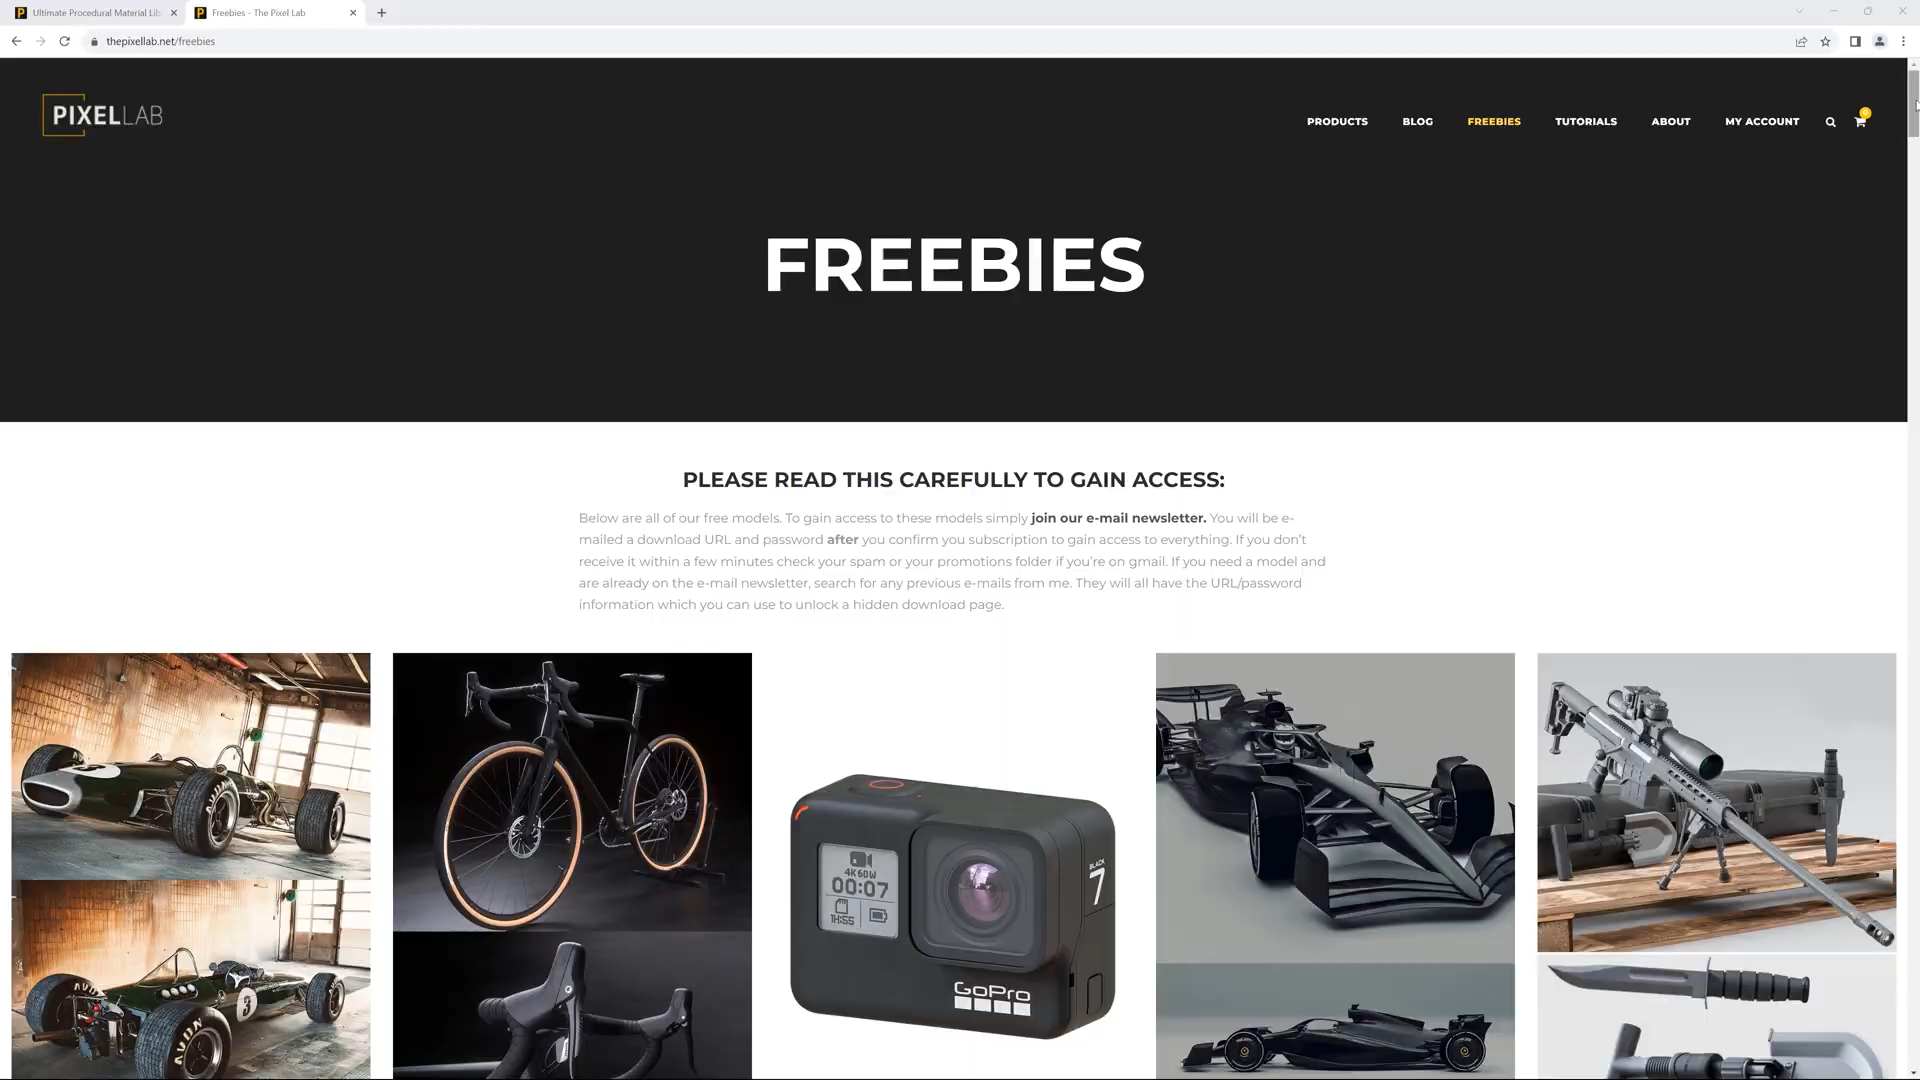 Ultimate Procedural Material Lib
Freebies - The Pixel Lab
thepixellab.net/freebies
PIXELLAB
PRODUCTS
BLOG
FREEBIES
TUTORIALS
ABOUT
MY ACCOUNT
0
FREEBIES
PLEASE READ THIS CAREFULLY TO GAIN ACCESS:
Below are all of our free models. To gain access to these models simply join our e-mail newsletter. You will be e-
mailed a download URL and password after you confirm you subscription to gain access to everything. If you don't
receive it within a few minutes check your spam or your promotions folder if you're on gmail. If you need a model and
are already on the e-mail newsletter, search for any previous e-mails from me. They will all have the URL/password
information which you can use to unlock a hidden download page.
4K60W
00:07
1H:55
BLACK
7
GoPro
3
AVON
AVON